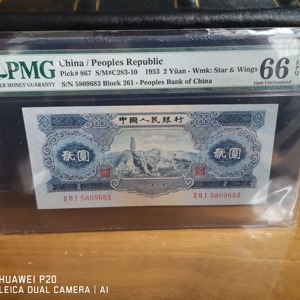 PMG
PAPER MONEY GUARANTY
China / Peoples Republic
Pick# 867 S/M#C283-10 1953 2 Yüan - Wmk: Star & Wings
S/N 5809683 Block 261 - Peoples Bank of China
66 EPQ
Gem Uncirculated
中國人民銀行
貳圓 貳圓
5809683 5809683
HUAWEI P20
LEICA DUAL CAMERA | AI